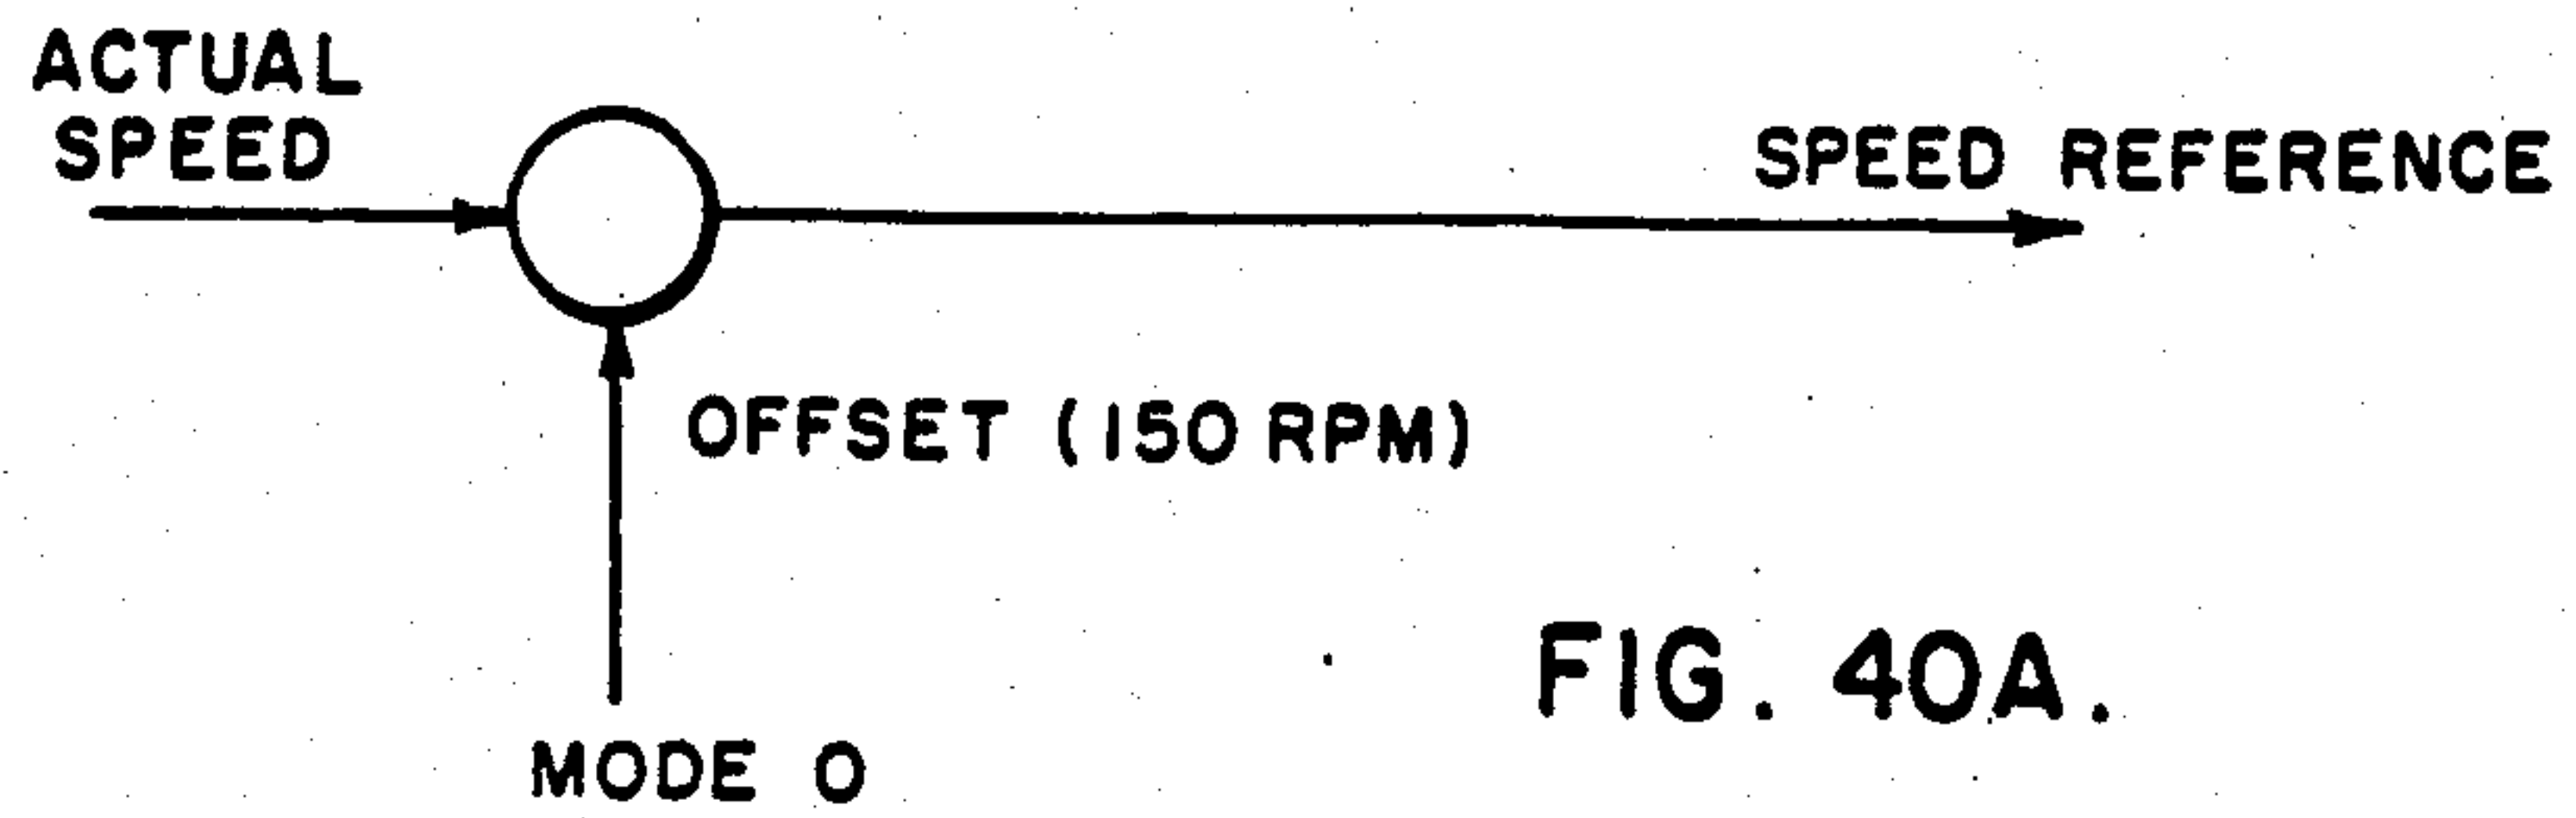 ACTUAL
SPEED
SPEED REFERENCE
OFFSET (150 RPM)
MODE 0
FIG. 40A.